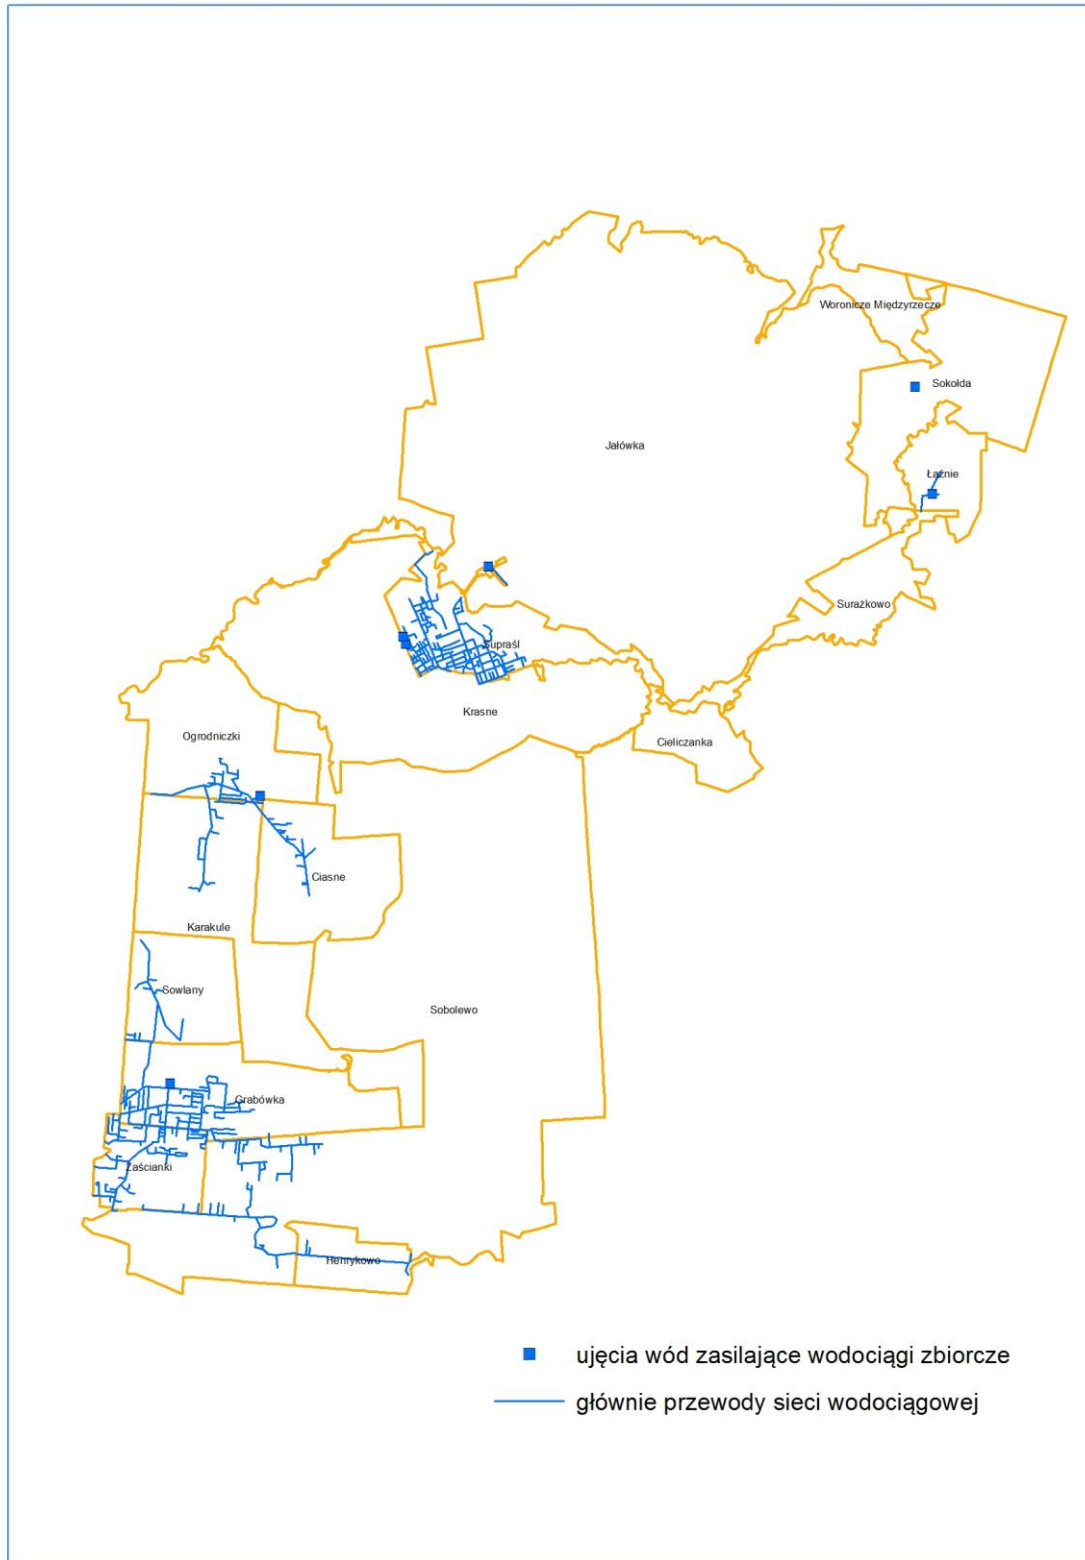 Woronicze Międzyrzecze
Sokołda
Jałówka
Łaźnie
Surażkowo
Supraśl
Krasne
Ogrodniczki
Cieliczanka
Ciasne
Karakule
Sowlany
Sobolewo
Grabówka
Zaścianki
Henrykowo
ujęcia wód zasilające wodociągi zbiorcze
głównie przewody sieci wodociągowej